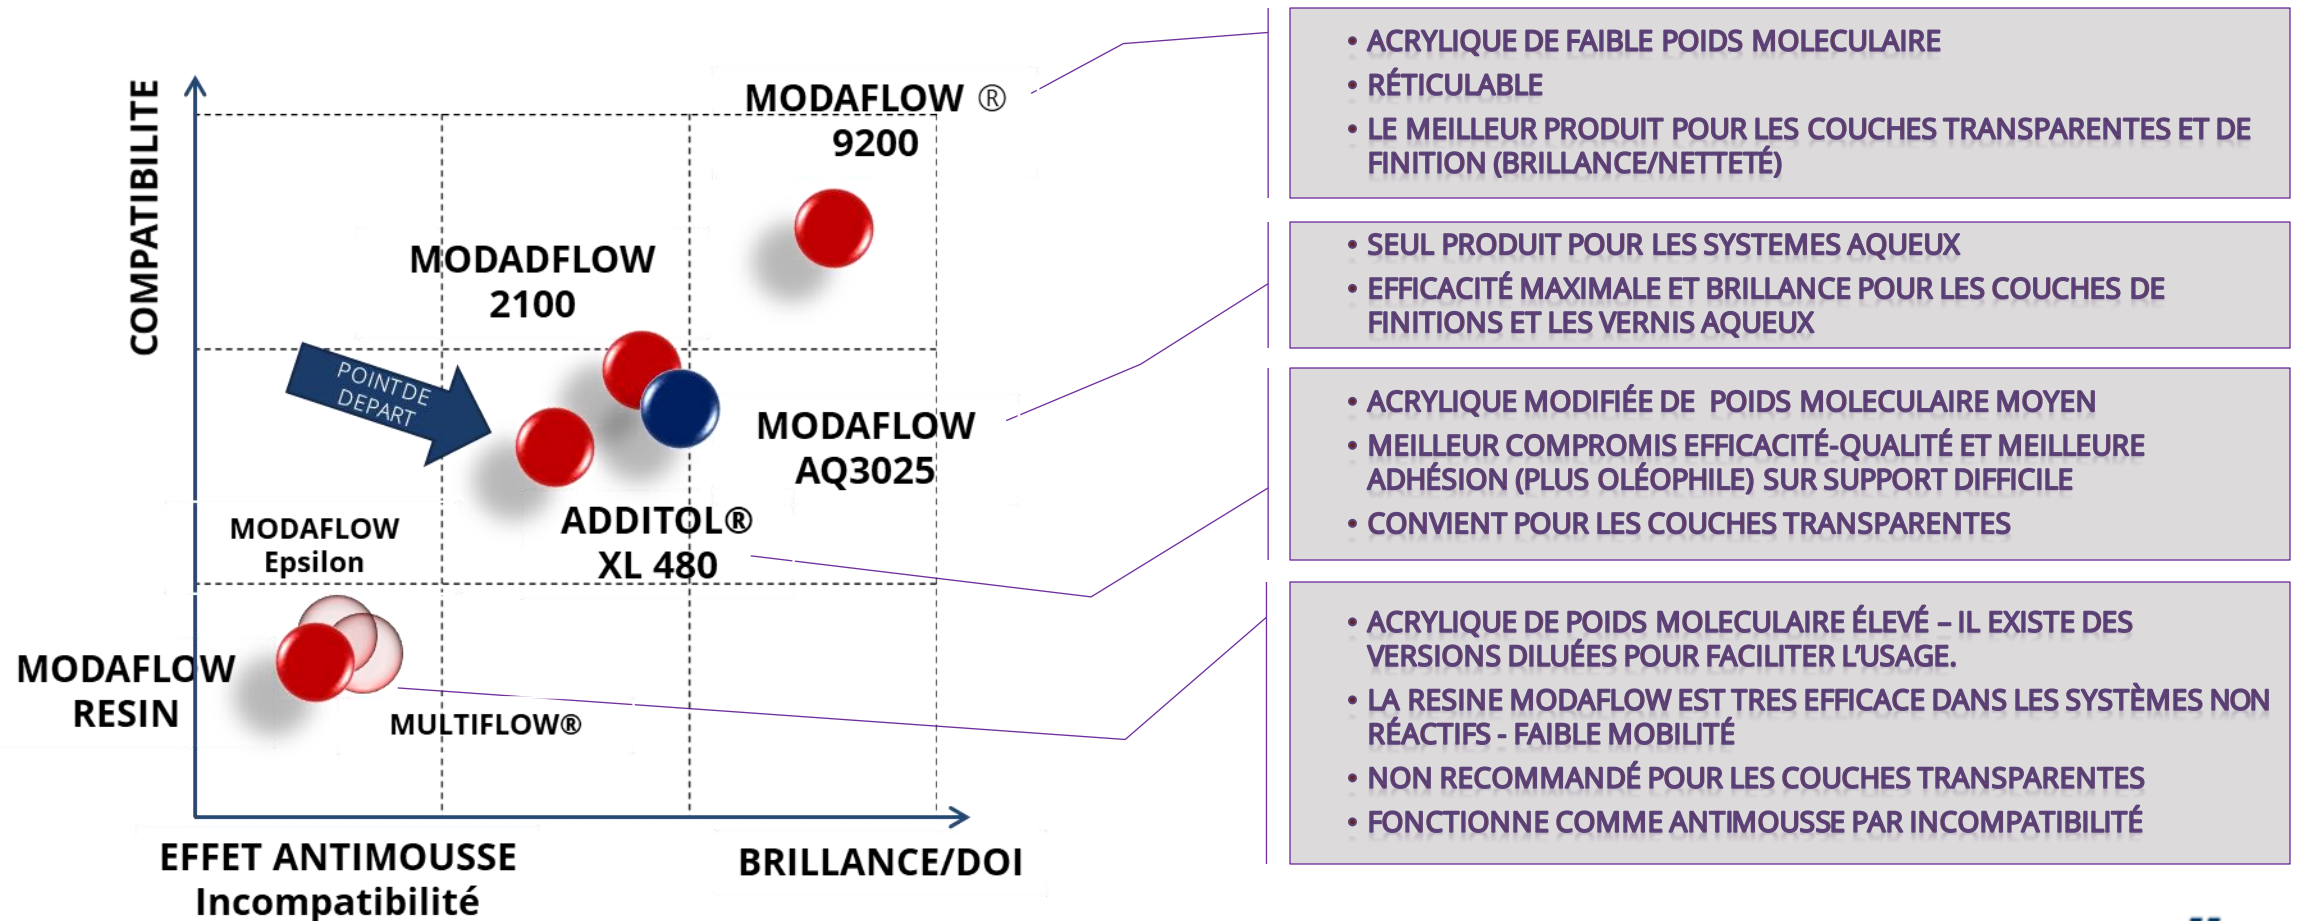 COMPATIBILITE
MODAFLOW ®
9200
MODADFLOW
2100
POINT DE
DEPART
MODAFLOW
AQ3025
ADDITOL®
XL 480
MODAFLOW
Epsilon
MODAFLOW
RESIN
MULTIFLOW®
EFFET ANTIMOUSSE
Incompatibilité
BRILLANCE/DOI
• ACRYLIQUE DE FAIBLE POIDS MOLECULAIRE
• RÉTICULABLE
• LE MEILLEUR PRODUIT POUR LES COUCHES TRANSPARENTES ET DE
FINITION (BRILLANCE/NETTETÉ)
• SEUL PRODUIT POUR LES SYSTEMES AQUEUX
• EFFICACITÉ MAXIMALE ET BRILLANCE POUR LES COUCHES DE
FINITIONS ET LES VERNIS AQUEUX
• ACRYLIQUE MODIFIÉE DE POIDS MOLECULAIRE MOYEN
• MEILLEUR COMPROMIS EFFICACITÉ-QUALITÉ ET MEILLEURE
ADHÉSION (PLUS OLÉOPHILE) SUR SUPPORT DIFFICILE
• CONVIENT POUR LES COUCHES TRANSPARENTES
• ACRYLIQUE DE POIDS MOLECULAIRE ÉLEVÉ – IL EXISTE DES
VERSIONS DILUÉES POUR FACILITER L'USAGE.
• LA RESINE MODAFLOW EST TRES EFFICACE DANS LES SYSTÈMES NON
RÉACTIFS - FAIBLE MOBILITÉ
• NON RECOMMANDÉ POUR LES COUCHES TRANSPARENTES
• FONCTIONNE COMME ANTIMOUSSE PAR INCOMPATIBILITÉ